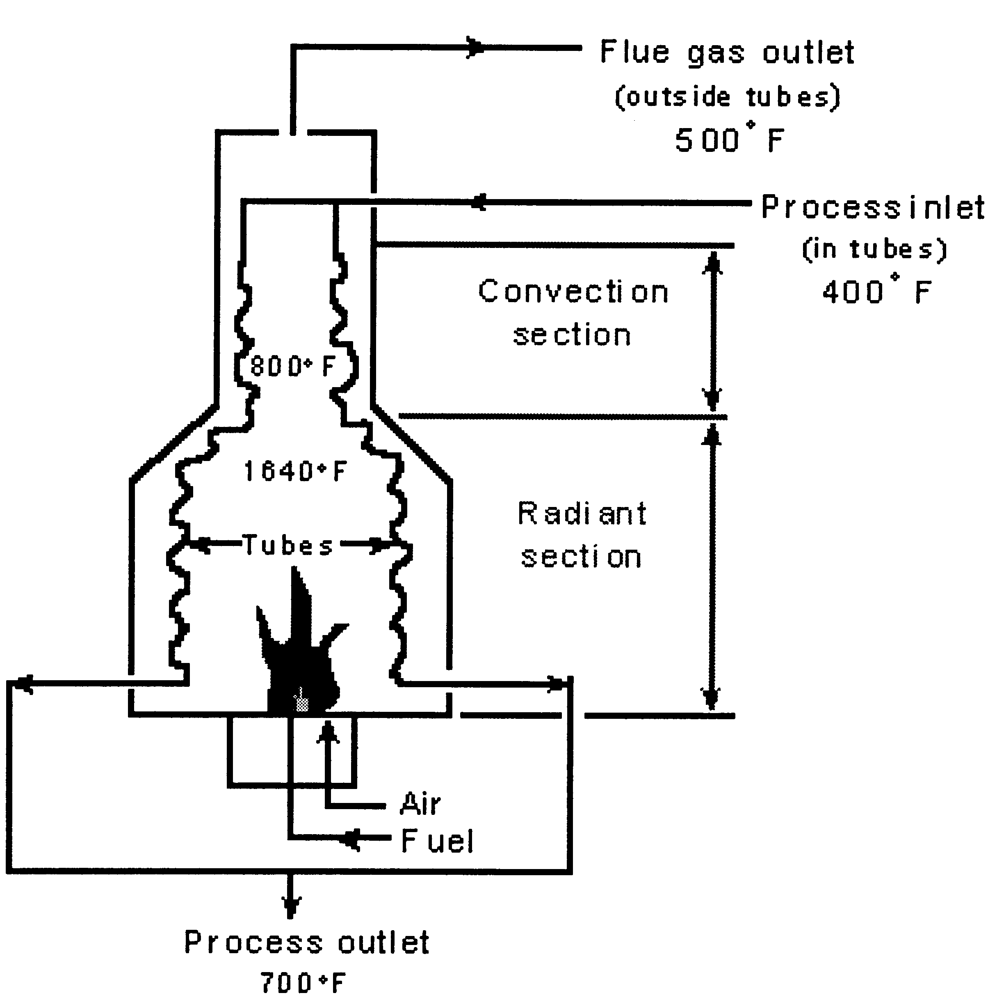 Flue gas outlet
(outside tubes)
500°F
Process inlet
(in tubes)
400°F
Convection
section
800°F
1640°F
Radiant
section
Tubes
Air
Fuel
Process outlet
700°F